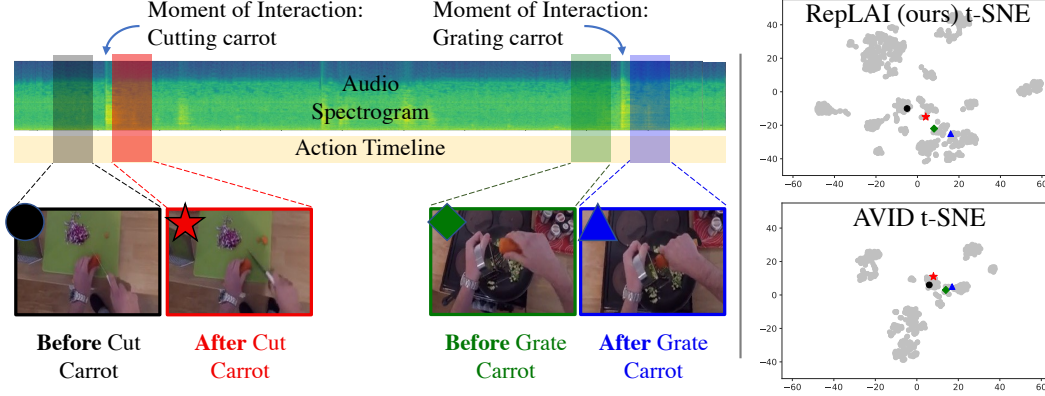 Moment of Interaction:
Cutting carrot
Moment of Interaction:
Grating carrot
Audio
Spectrogram
Action Timeline
Before Cut
Carrot
After Cut
Carrot
Before Grate
Carrot
After Grate
Carrot
RepLAI (ours) t-SNE
40
20
0
−20
−40
−60
−40
−20
0
20
40
60
AVID t-SNE
40
20
0
−20
−40
−60
−40
−20
0
20
40
60